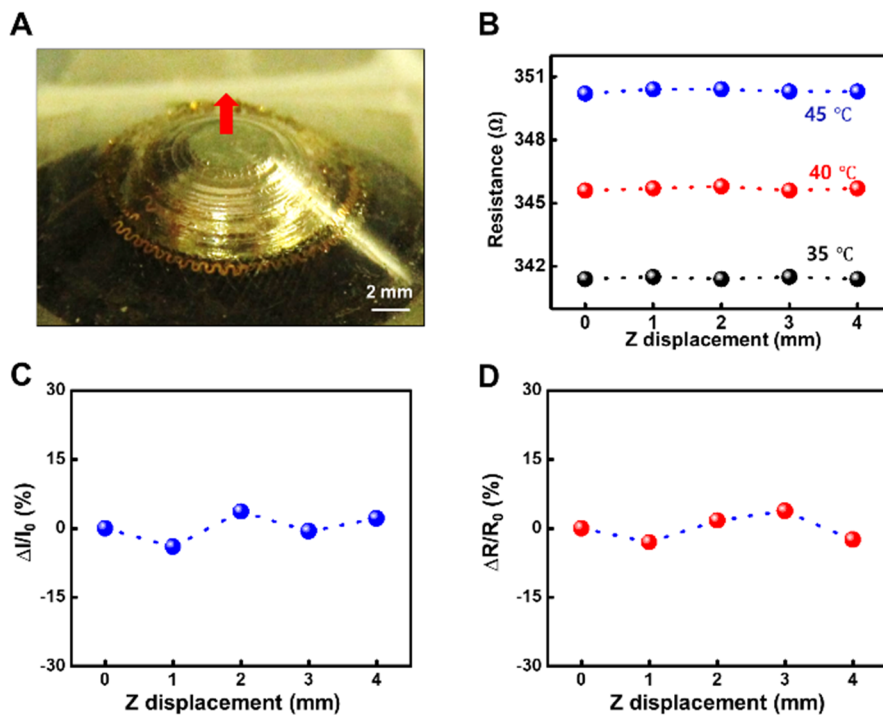 A
2 mm
B
Resistance (Ω)
351
348
345
342
45 ℃
40 ℃
35 ℃
0 1 2 3 4
Z displacement (mm)
C
ΔI/I0 (%)
30
15
0
-15
-30
0 1 2 3 4
Z displacement (mm)
D
ΔR/R0 (%)
30
15
0
-15
-30
0 1 2 3 4
Z displacement (mm)